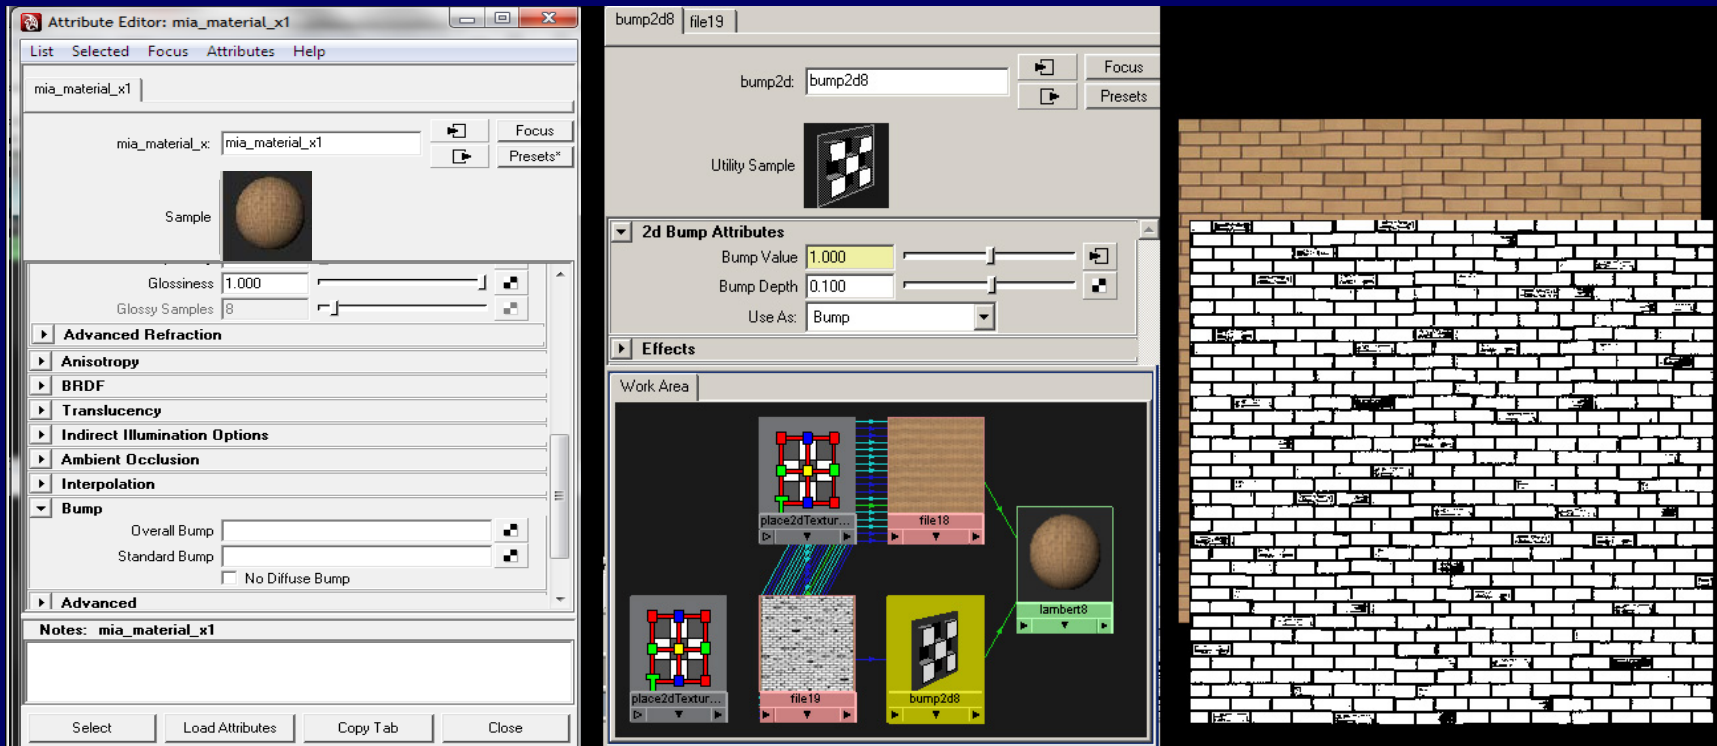 Attribute Editor: mia_material_x1
List Selected Focus Attributes Help
mia_material_x1
mia_material_x: mia_material_x1
Focus
Presets*
Sample
Glossiness 1.000
Glossy Samples 8
Advanced Refraction
Anisotropy
BRDF
Translucency
Indirect Illumination Options
Ambient Occlusion
Interpolation
Bump
Overall Bump
Standard Bump
No Diffuse Bump
Advanced
Notes: mia_material_x1
Select Load Attributes Copy Tab Close
bump2d8 file19
bump2d: bump2d8
Focus
Presets
Utility Sample
2d Bump Attributes
Bump Value 1.000
Bump Depth 0.100
Use As: Bump
Effects
Work Area
place2dTextur... file18
lambert8
place2dTextur... file19 bump2d8